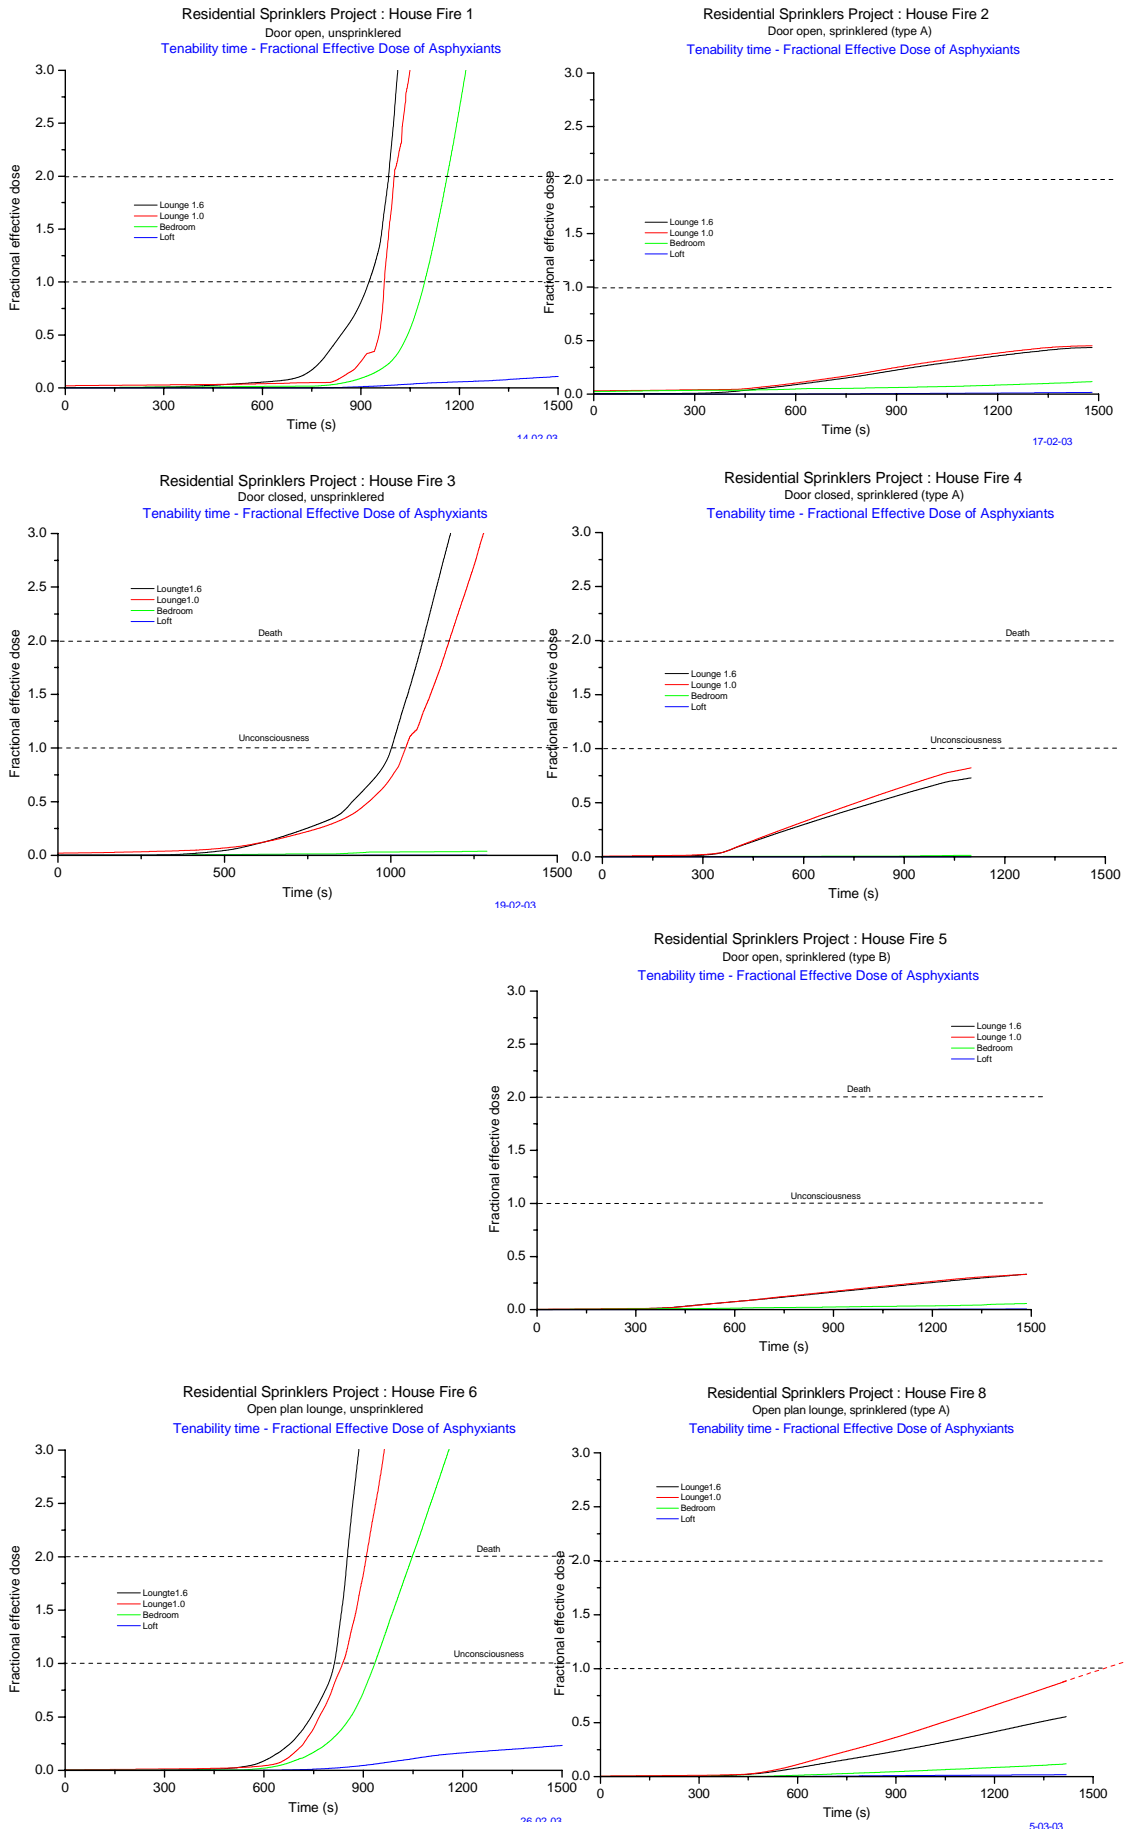 Residential Sprinklers Project : House Fire 1
Door open, unsprinklered
Tenability time - Fractional Effective Dose of Asphyxiants
3.0
2.5
2.0
1.5
1.0
0.5
0.0
Fractional effective dose
Lounge 1.6
Lounge 1.0
Bedroom
Loft
0
300
600
900
1200
1500
Time (s)
14-02-03
Residential Sprinklers Project : House Fire 2
Door open, sprinklered (type A)
Tenability time - Fractional Effective Dose of Asphyxiants
3.0
2.5
2.0
1.5
1.0
0.5
0.0
Fractional effective dose
Lounge 1.6
Lounge 1.0
Bedroom
Loft
0
300
600
900
1200
1500
Time (s)
17-02-03
Residential Sprinklers Project : House Fire 3
Door closed, unsprinklered
Tenability time - Fractional Effective Dose of Asphyxiants
3.0
2.5
2.0
1.5
1.0
0.5
0.0
Fractional effective dose
Loungte1.6
Lounge1.0
Bedroom
Loft
Death
Unconsciousness
0
500
1000
1500
Time (s)
19-02-03
Residential Sprinklers Project : House Fire 4
Door closed, sprinklered (type A)
Tenability time - Fractional Effective Dose of Asphyxiants
3.0
2.5
2.0
1.5
1.0
0.5
0.0
Fractional effective dose
Death
Lounge 1.6
Lounge 1.0
Bedroom
Loft
Unconsciousness
0
300
600
900
1200
1500
Time (s)
Residential Sprinklers Project : House Fire 5
Door open, sprinklered (type B)
Tenability time - Fractional Effective Dose of Asphyxiants
3.0
2.5
2.0
1.5
1.0
0.5
0.0
Fractional effective dose
Lounge 1.6
Lounge 1.0
Bedroom
Loft
Death
Unconsciousness
0
300
600
900
1200
1500
Time (s)
Residential Sprinklers Project : House Fire 6
Open plan lounge, unsprinklered
Tenability time - Fractional Effective Dose of Asphyxiants
3.0
2.5
2.0
1.5
1.0
0.5
0.0
Fractional effective dose
Death
Loungte1.6
Lounge1.0
Bedroom
Loft
Unconsciousness
0
300
600
900
1200
1500
Time (s)
26-02-03
Residential Sprinklers Project : House Fire 8
Open plan lounge, sprinklered (type A)
Tenability time - Fractional Effective Dose of Asphyxiants
3.0
2.5
2.0
1.5
1.0
0.5
0.0
Fractional effective dose
Lounge1.6
Lounge1.0
Bedroom
Loft
0
300
600
900
1200
1500
Time (s)
5-03-03